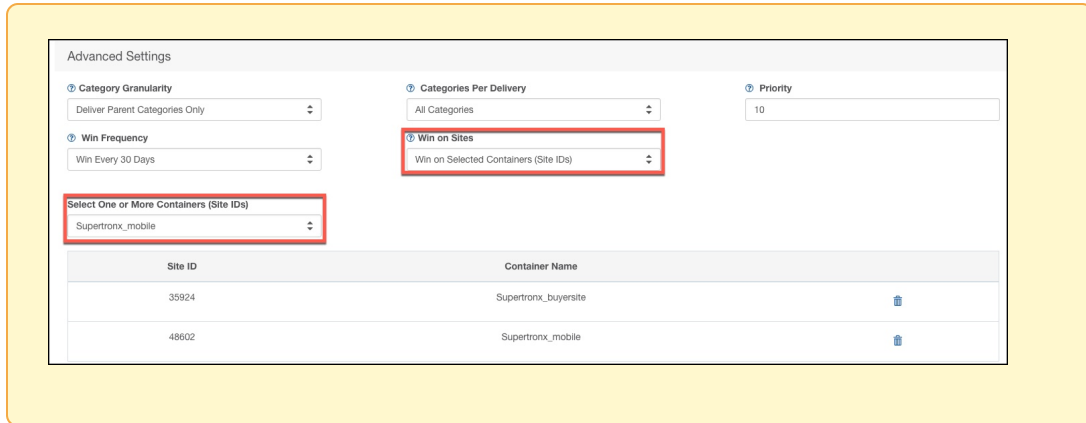 Advanced Settings
Category Granularity
Categories Per Delivery
Priority
Deliver Parent Categories Only
All Categories
10
Win Frequency
Win on Sites
Win Every 30 Days
Win on Selected Containers (Site IDs)
Select One or More Containers (Site IDs)
Supertronx_mobile
Site ID
Container Name
35924
Supertronx_buyersite
48602
Supertronx_mobile